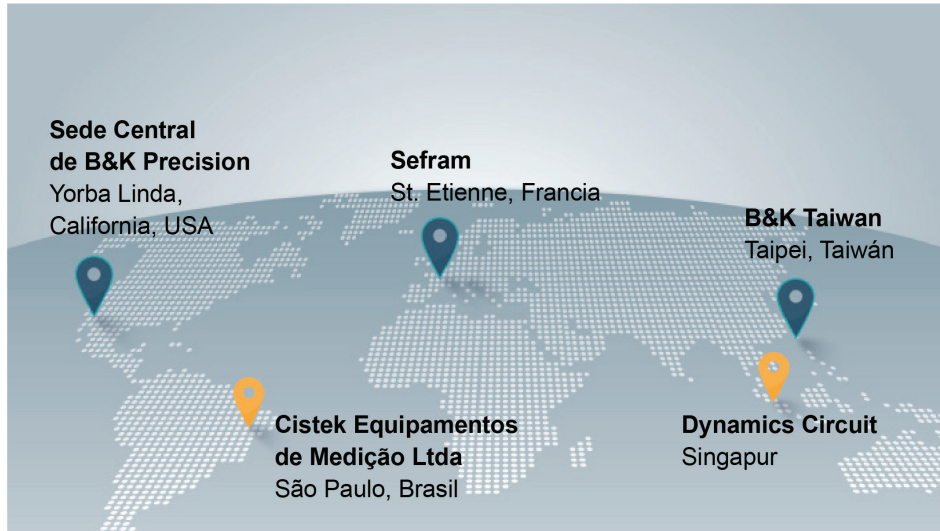 Sede Central
de B&K Precision
Yorba Linda,
California, USA
Sefram
St. Etienne, Francia
B&K Taiwan
Taipei, Taiwán
Cistek Equipamentos
de Medição Ltda
São Paulo, Brasil
Dynamics Circuit
Singapur